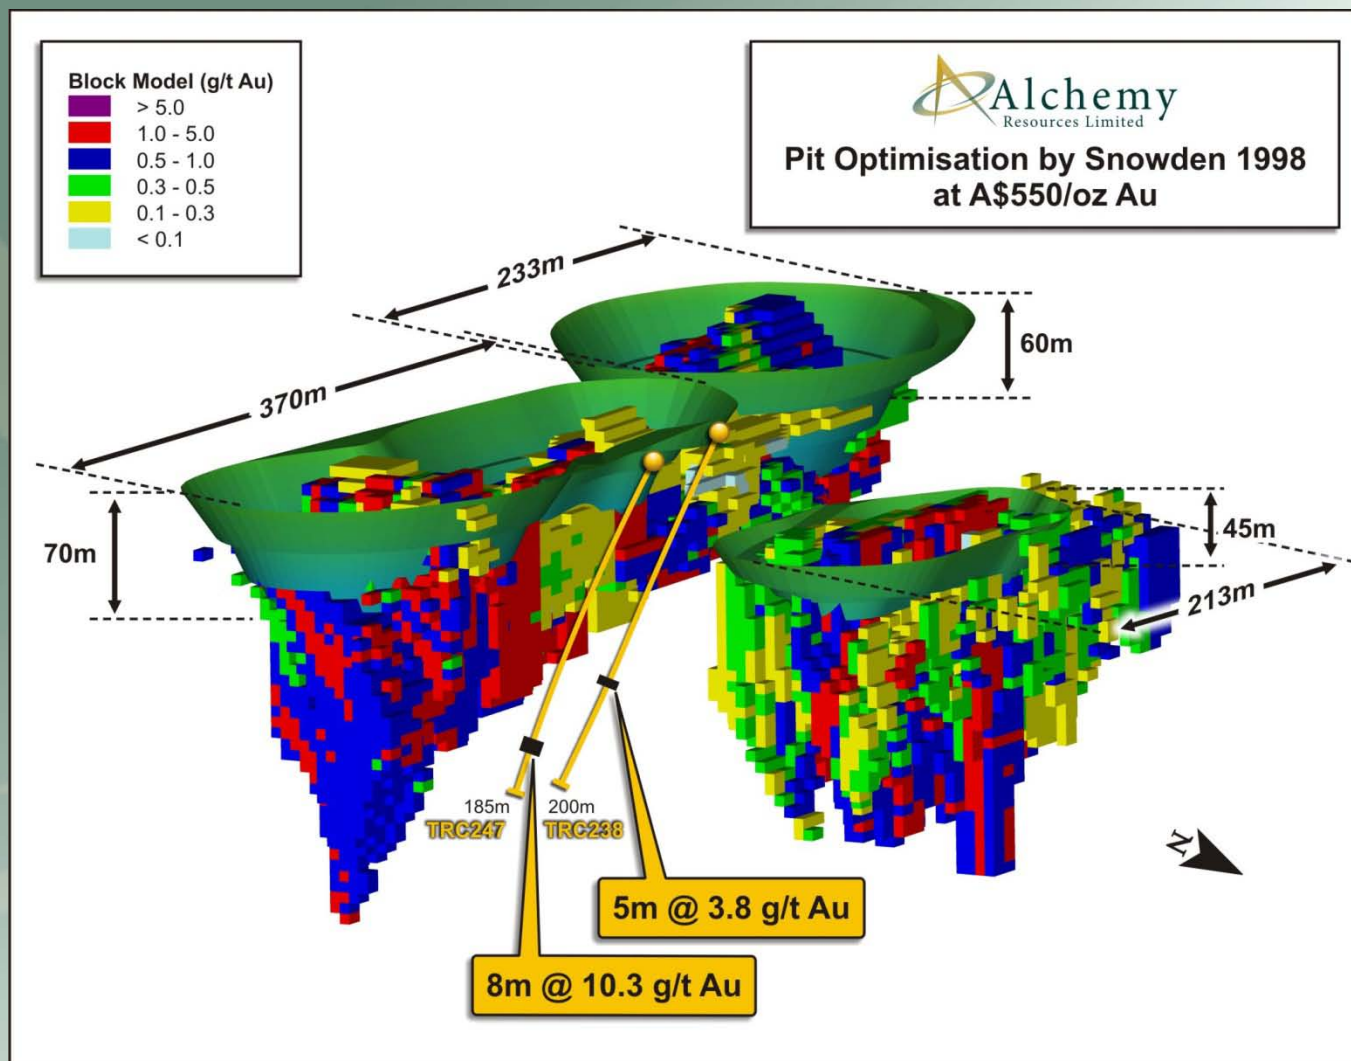 Block Model (g/t Au)
> 5.0
1.0 - 5.0
0.5 - 1.0
0.3 - 0.5
0.1 - 0.3
< 0.1
Alchemy
Resources Limited
Pit Optimisation by Snowden 1998
at A$550/oz Au
233m
60m
370m
70m
45m
213m
185m
200m
TRC247
TRC238
N
5m @ 3.8 g/t Au
8m @ 10.3 g/t Au